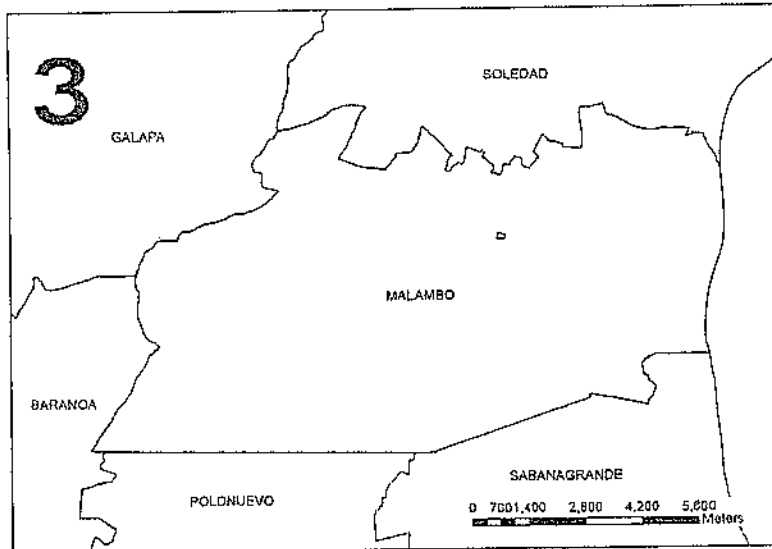 3
SOLEDAD
GALAPA
MALAMBO
BARANOA
POLONUEVO
SABANAGRANDE
0 7001,400 2,800 4,200 5,600
Meters